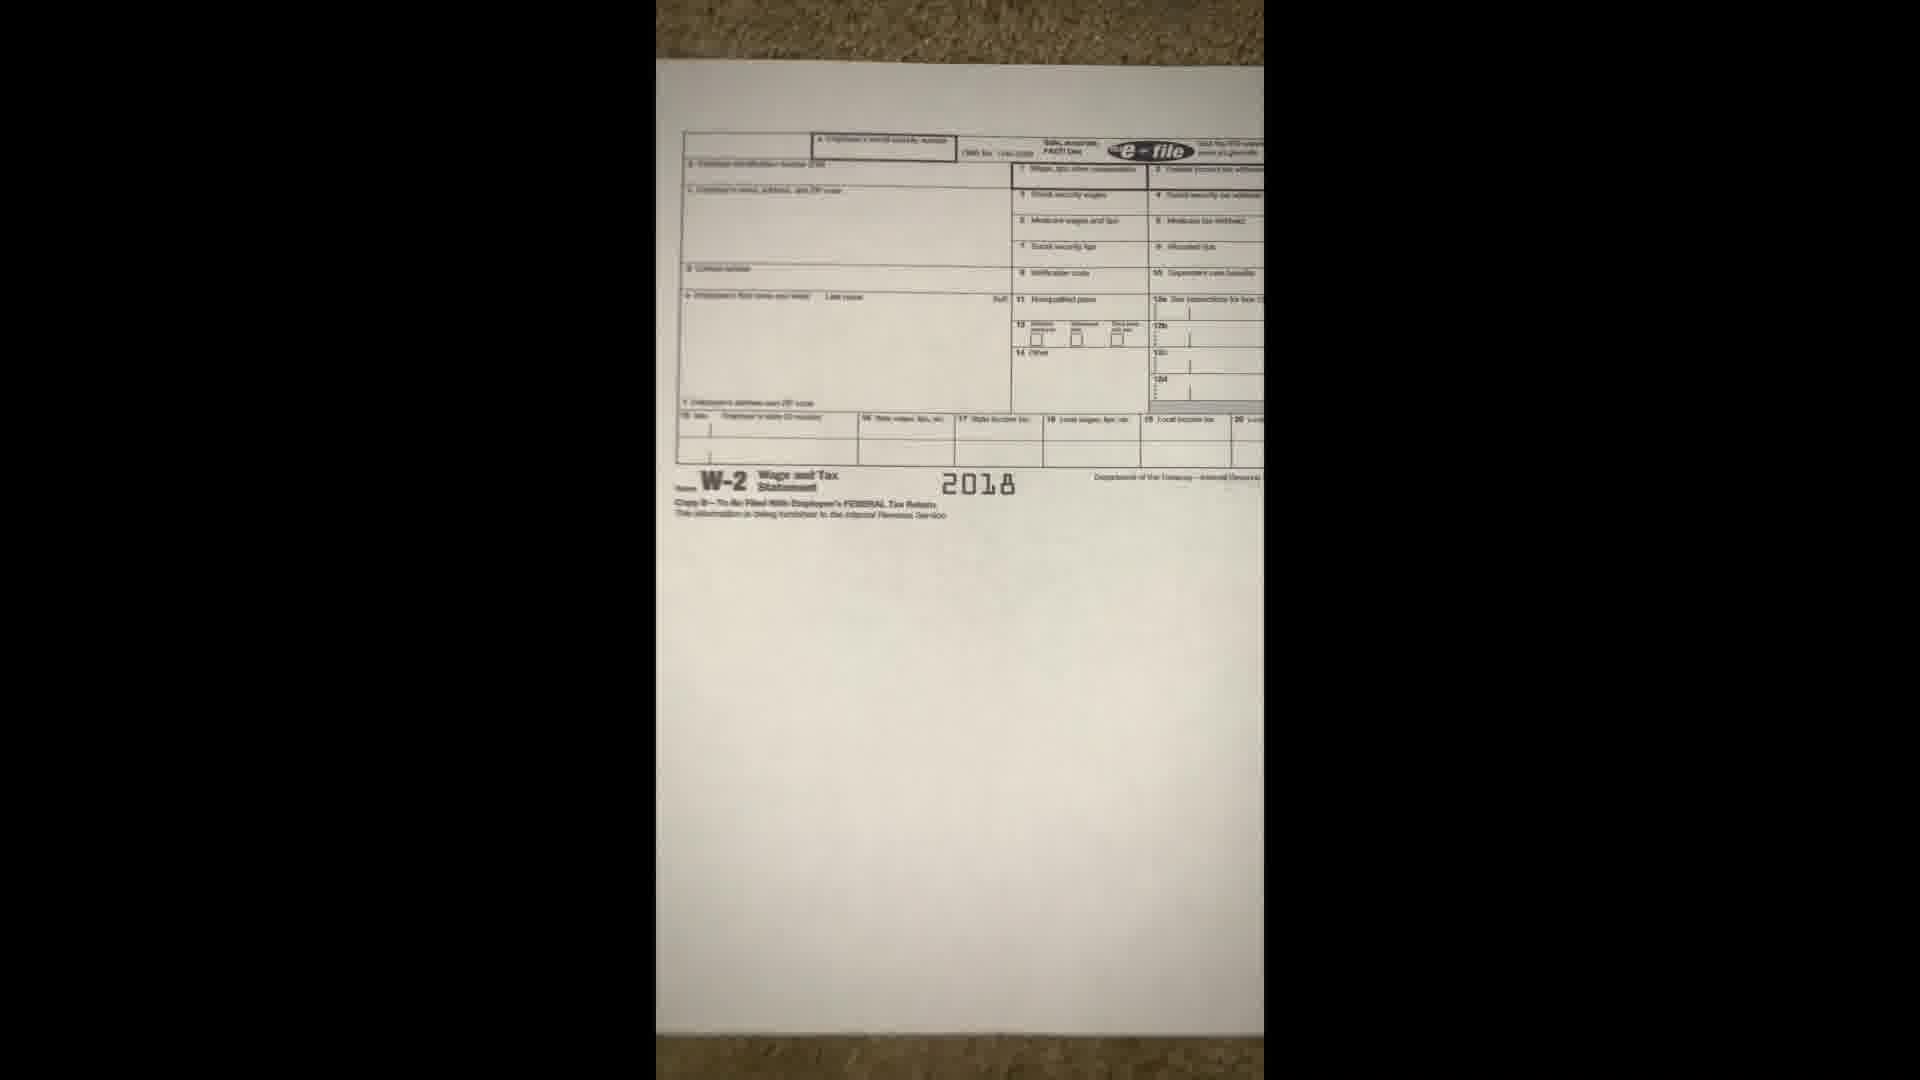 a Employee's social security number
OMB No. 1545-0008
Safe, accurate,
FAST! Use
e - file
b Employer identification number (EIN)
1 Wages, tips, other compensation
2 Federal income tax
c Employer's name, address, and ZIP code
3 Social security wages
4 Social security tax withheld
5 Medicare wages and tips
6 Medicare tax withheld
7 Social security tips
8 Allocated tips
d Control number
9 Verification code
10 Dependent care benefits
e Employee's first name and initial
Last name
Suff.
11 Nonqualified plans
12a See instructions for box
13 Statutory employee
Retirement plan
Third-party sick pay
12b
14 Other
12c
12d
f Employee's address and ZIP code
15 State
Employer's state ID number
16 State wages, tips, etc.
17 State income tax
18 Local wages, tips, etc.
19 Local income tax
20
Form W-2 Wage and Tax
Statement
2018
Department of the Treasury—Internal Revenue
Copy B—To Be Filed With Employee's FEDERAL Tax Return.
This information is being furnished to the Internal Revenue Service.